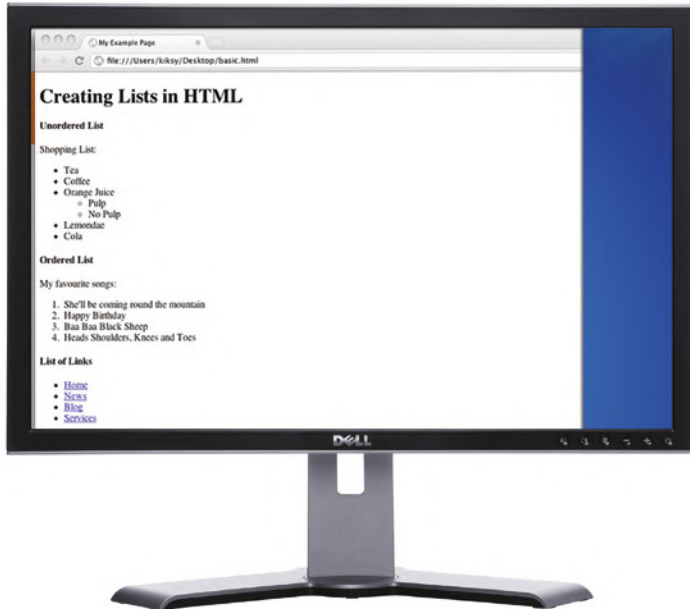 My Example Page
file:///Users/kiksy/Desktop/basic.html
Creating Lists in HTML
Unordered List
Shopping List:
Tea
Coffee
Orange Juice
Pulp
No Pulp
Lemondae
Cola
Ordered List
My favourite songs:
1. She'll be coming round the mountain
2. Happy Birthday
3. Baa Baa Black Sheep
4. Heads Shoulders, Knees and Toes
List of Links
Home
News
Blog
Services
DELL